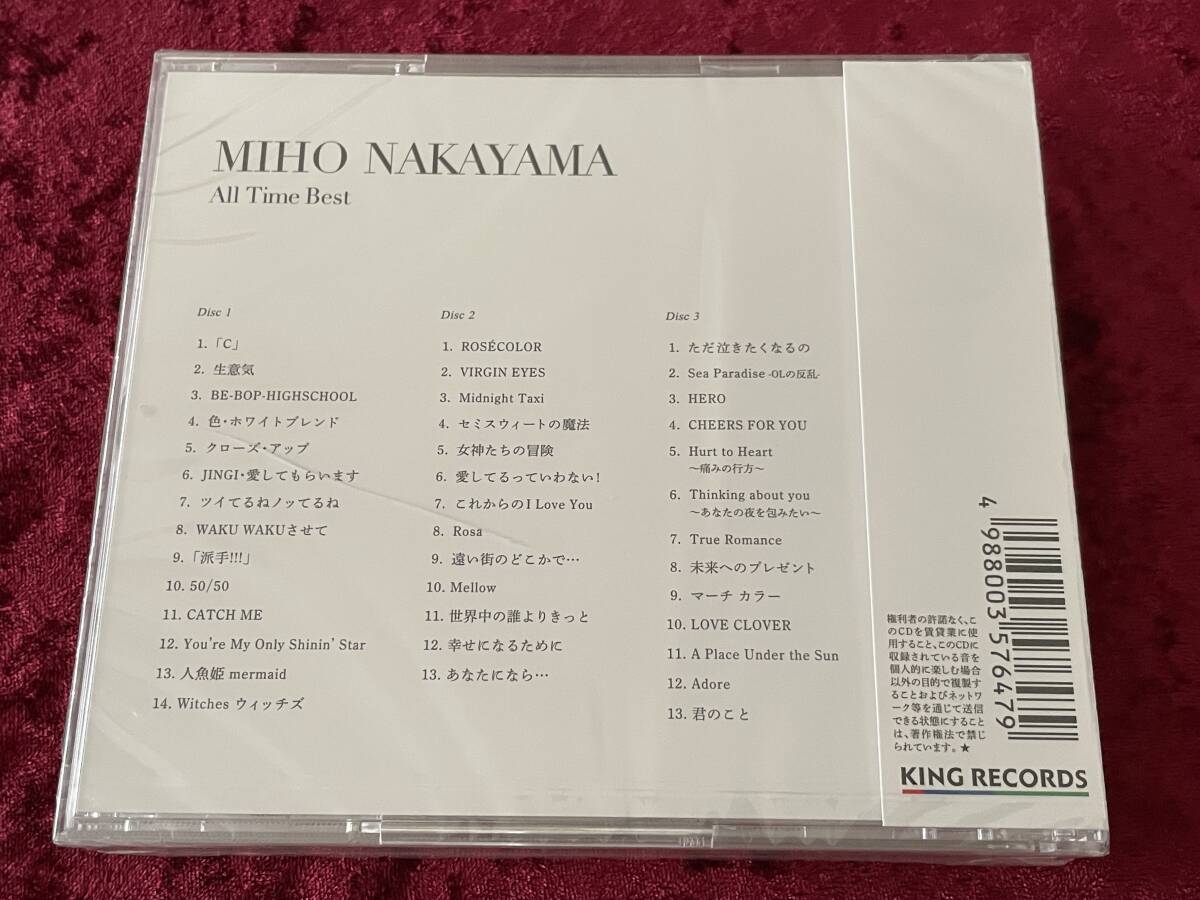 MIHO NAKAYAMA
All Time Best
Disc 1
1.「C」
2. 生意気
3. BE-BOP-HIGHSCHOOL
4. 色・ホワイトブレンド
5. クローズ・アップ
6. JINGI・愛してもらいます
7. ツイてるねノッてるね
8. WAKU WAKUさせて
9.「派手!!!」
10. 50/50
11. CATCH ME
12. You're My Only Shinin' Star
13. 人魚姫 mermaid
14. Witches ウィッチズ
Disc 2
1. ROSÉCOLOR
2. VIRGIN EYES
3. Midnight Taxi
4. セミスウィートの魔法
5. 女神たちの冒険
6. 愛してるっていわない!
7. これからのI Love You
8. Rosa
9. 遠い街のどこかで…
10. Mellow
11. 世界中の誰よりきっと
12. 幸せになるために
13. あなたになら…
Disc 3
1. ただ泣きたくなるの
2. Sea Paradise -OLの反乱-
3. HERO
4. CHEERS FOR YOU
5. Hurt to Heart
～痛みの行方～
6. Thinking about you
～あなたの夜を包みたい～
7. True Romance
8. 未来へのプレゼント
9. マーチ カラー
10. LOVE CLOVER
11. A Place Under the Sun
12. Adore
13. 君のこと
4 988003 576479
権利者の許諾なく、こ
のCDを賃貸業に使
用すること、このCDに
収録されている音を
個人的に楽しむ場合
以外の目的で複製す
ることおよびネットワ
ーク等を通じて送信
できる状態にすること
は、著作権法で禁じ
られています。★
KING RECORDS